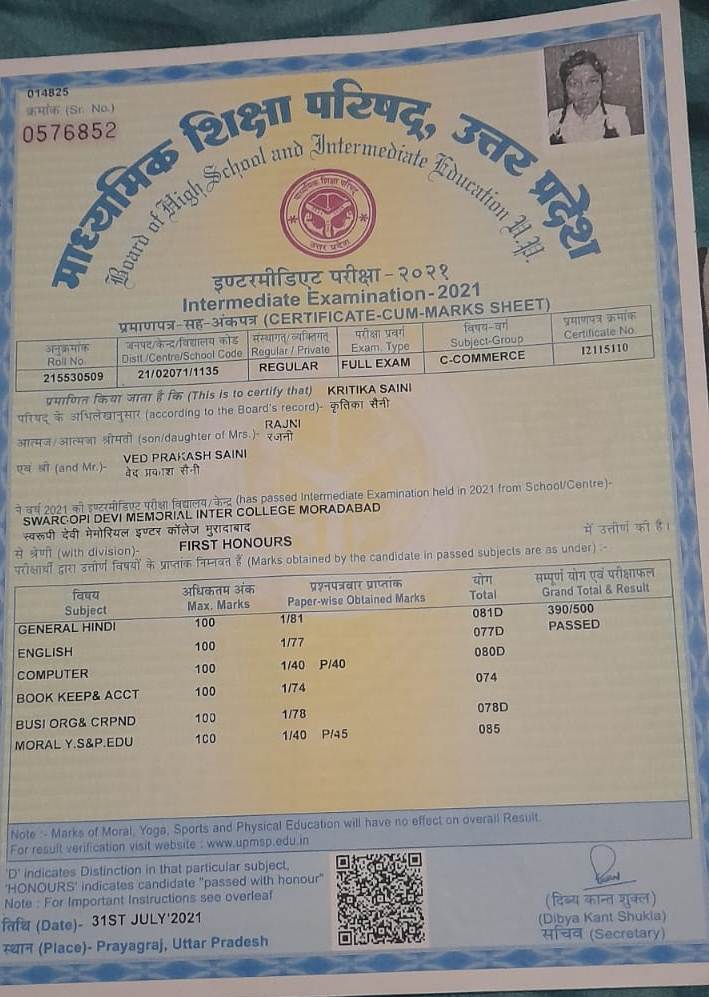 014825
क्रमांक (Sr. No.)
0576852
माध्यमिक शिक्षा परिषद्, उत्तर प्रदेश
Board of High School and Intermediate Education U.P.
माध्यमिक शिक्षा परिषद्
उत्तर प्रदेश
इण्टरमीडिएट परीक्षा - २०२१
Intermediate Examination-2021
प्रमाणपत्र-सह-अंकपत्र (CERTIFICATE-CUM-MARKS SHEET)
अनुक्रमांक जनपद/केन्द्र/विद्यालय कोड संस्थागत/व्यक्तिगत परीक्षा प्रवर्ग विषय-वर्ग प्रमाणपत्र क्रमांक
Roll No. Distt./Centre/School Code Regular / Private Exam. Type Subject-Group Certificate No.
215530509 21/02071/1135 REGULAR FULL EXAM C-COMMERCE 12115110
प्रमाणित किया जाता है कि (This is to certify that) KRITIKA SAINI
परिषद् के अभिलेखानुसार (according to the Board's record)- कृतिका सैनी
RAJNI
आत्मज/आत्मजा श्रीमती (son/daughter of Mrs.)- रजनी
VED PRAKASH SAINI
एवं श्री (and Mr.)- वेद प्रकाश सैनी
ने वर्ष 2021 की इण्टरमीडिएट परीक्षा विद्यालय/केन्द्र (has passed Intermediate Examination held in 2021 from School/Centre)-
SWAROOPI DEVI MEMORIAL INTER COLLEGE MORADABAD
स्वरूपी देवी मेमोरियल इण्टर कॉलेज मुरादाबाद में उत्तीर्ण की है।
से श्रेणी (with division)- FIRST HONOURS
परीक्षार्थी द्वारा उत्तीर्ण विषयों के प्राप्तांक निम्नवत हैं (Marks obtained by the candidate in passed subjects are as under) :-
विषय अधिकतम अंक प्रश्नपत्रवार प्राप्तांक योग सम्पूर्ण योग एवं परीक्षाफल
Subject Max. Marks Paper-wise Obtained Marks Total Grand Total & Result
GENERAL HINDI 100 1/81 081D 390/500
ENGLISH 100 1/77 077D PASSED
COMPUTER 100 1/40 P/40 080D
BOOK KEEP& ACCT 100 1/74 074
BUSI ORG& CRPND 100 1/78 078D
MORAL Y.S&P.EDU 100 1/40 P/45 085
Note :- Marks of Moral, Yoga, Sports and Physical Education will have no effect on overall Result.
For result verification visit website : www.upmsp.edu.in
'D' indicates Distinction in that particular subject,
'HONOURS' indicates candidate "passed with honour"
Note : For Important Instructions see overleaf
तिथि (Date)- 31ST JULY'2021
स्थान (Place)- Prayagraj, Uttar Pradesh
(दिव्य कान्त शुक्ल)
(Dibya Kant Shukla)
सचिव (Secretary)